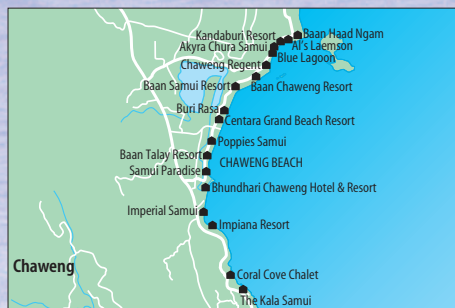 Kandaburi Resort
Baan Haad Ngam
Akyra Chura Samui
Al's Laemson
Blue Lagoon
Chaweng Regent
Baan Samui Resort
Baan Chaweng Resort
Buri Rasa
Centara Grand Beach Resort
Poppies Samui
Baan Talay Resort
CHAWENG BEACH
Samui Paradise
Bhundhari Chaweng Hotel & Resort
Imperial Samui
Impiana Resort
Chaweng
Coral Cove Chalet
The Kala Samui